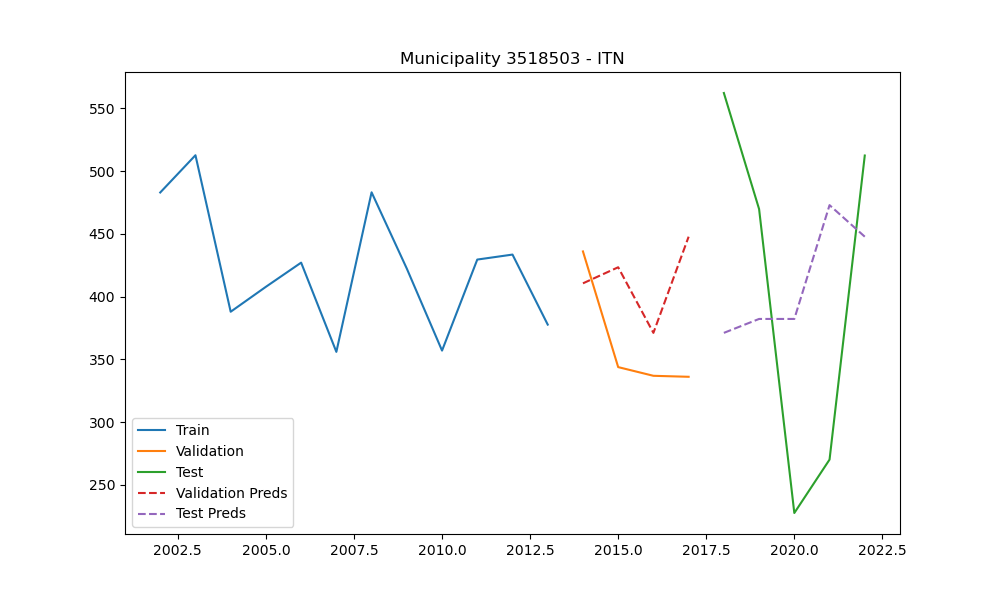 Municipality 3518503 - ITN
550
500
450
400
350
300
250
Train
Validation
Test
Validation Preds
Test Preds
2002.5 2005.0 2007.5 2010.0 2012.5 2015.0 2017.5 2020.0 2022.5